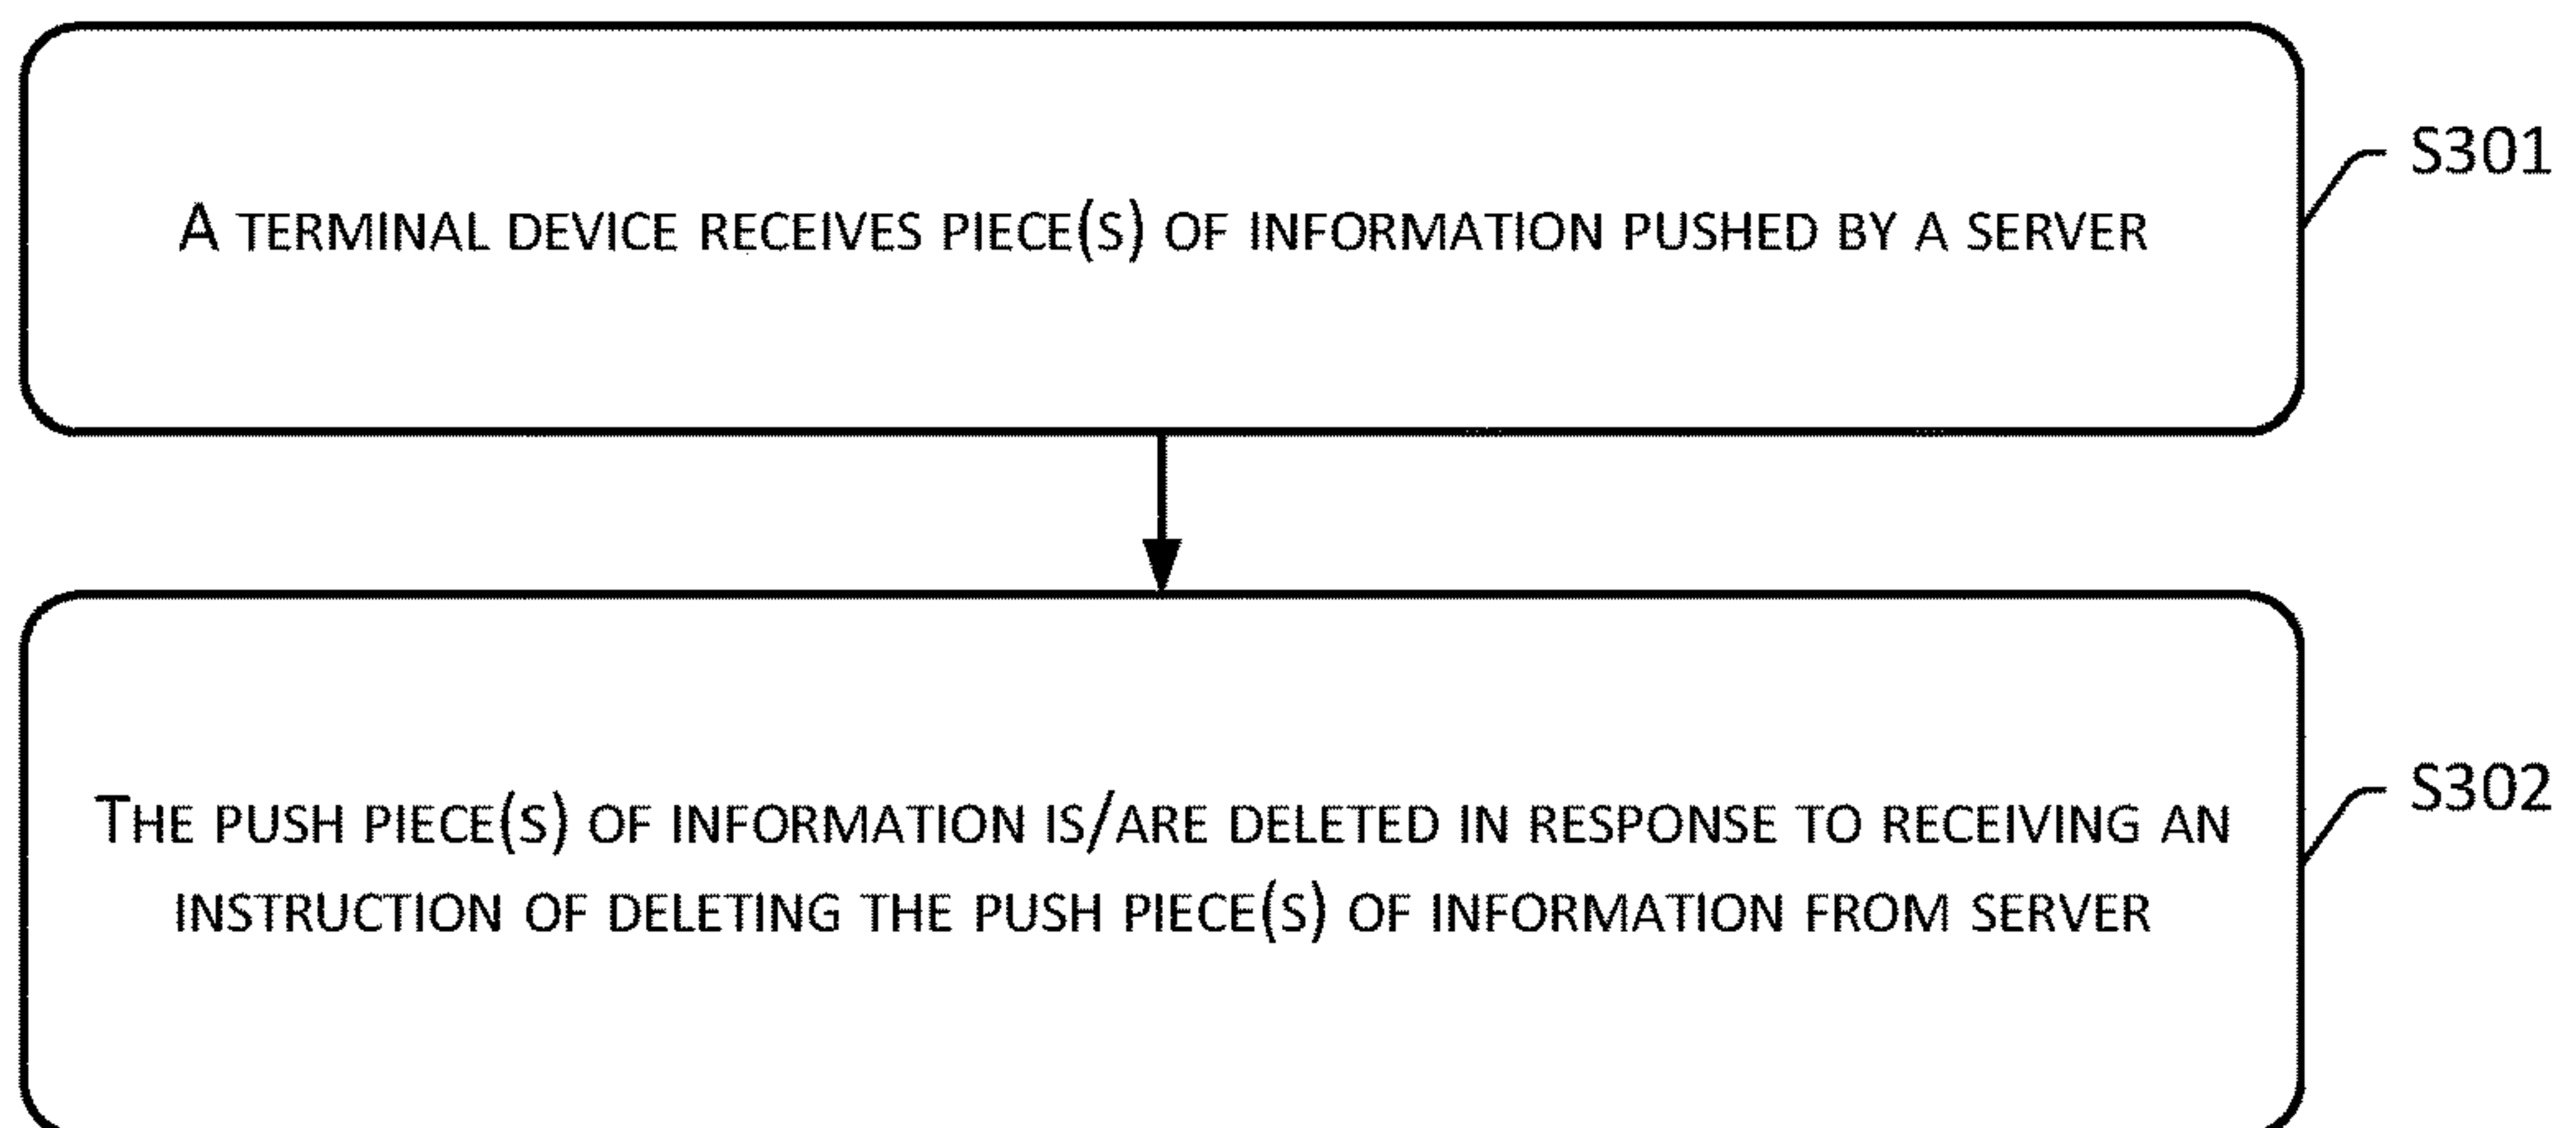 A TERMINAL DEVICE RECEIVES PIECE(S) OF INFORMATION PUSHED BY A SERVER
S301
THE PUSH PIECE(S) OF INFORMATION IS/ARE DELETED IN RESPONSE TO RECEIVING AN
INSTRUCTION OF DELETING THE PUSH PIECE(S) OF INFORMATION FROM SERVER
S302